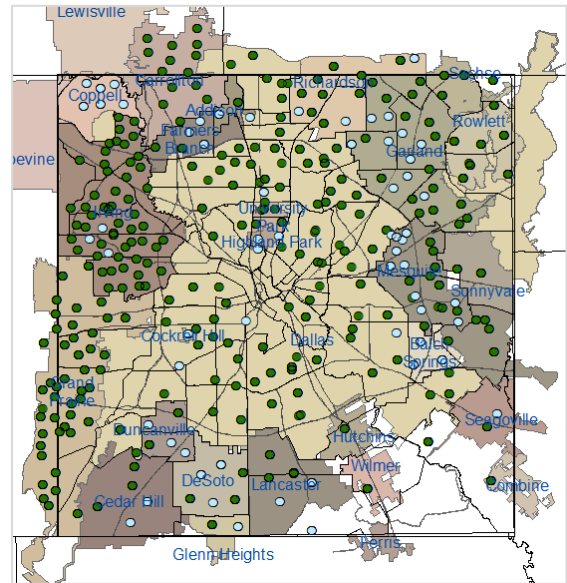 Lewisville
Carrollton
Richardson
Sachse
Coppell
Addison
Rowlett
Farmers
Branch
Garland
pevine
Irving
University
Park
Highland Park
Mesquite
Sunnyvale
Cockrell Hill
Dallas
Balch
Springs
Grand
Prairie
Seagoville
Duncanville
Hutchins
Wilmer
DeSoto
Lancaster
Combine
Cedar Hill
Ferris
Glenn Heights